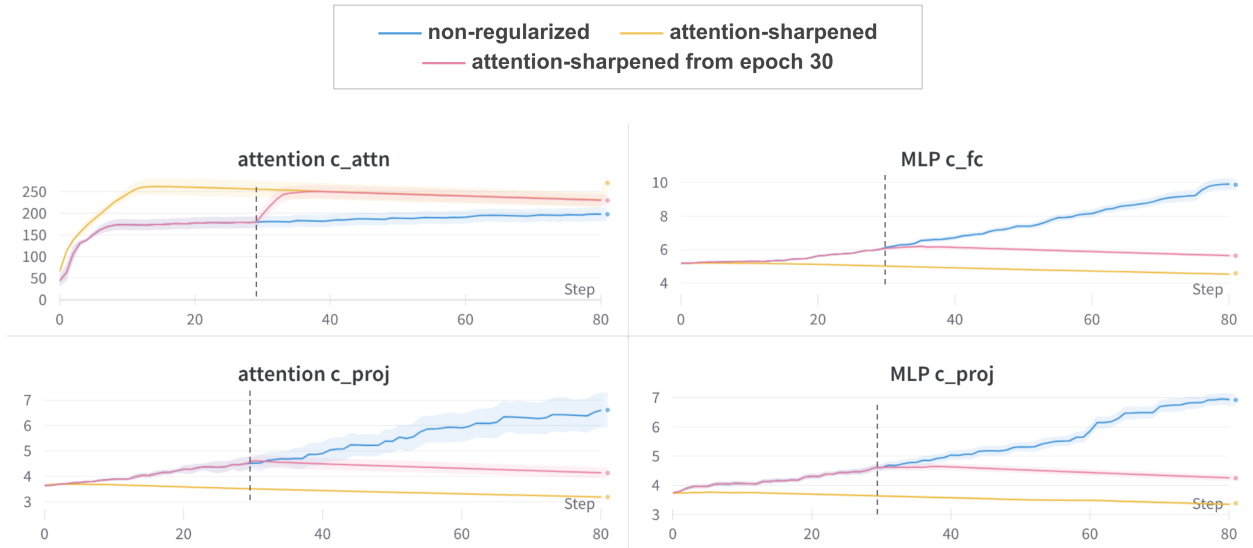 non-regularized attention-sharpened
attention-sharpened from epoch 30
attention c_attn
250
200
150
100
50
0
Step
0 20 40 60 80
MLP c_fc
10
8
6
4
Step
0 20 40 60 80
attention c_proj
7
6
5
4
3
Step
0 20 40 60 80
MLP c_proj
7
6
5
4
3
Step
0 20 40 60 80